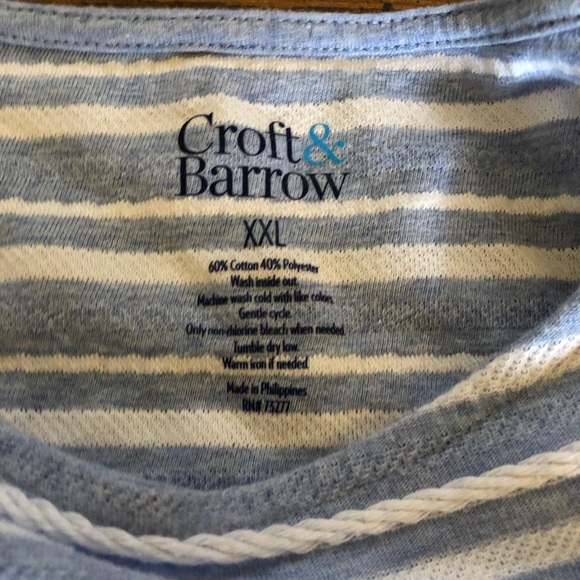 Croft&
Barrow
XXL
60% Cotton 40% Polyester
Wash inside out.
Machine wash cold with like colors.
Gentle cycle.
Only non-chlorine bleach when needed.
Tumble dry low.
Warm iron if needed.
Made in Philippines
RN# 73277